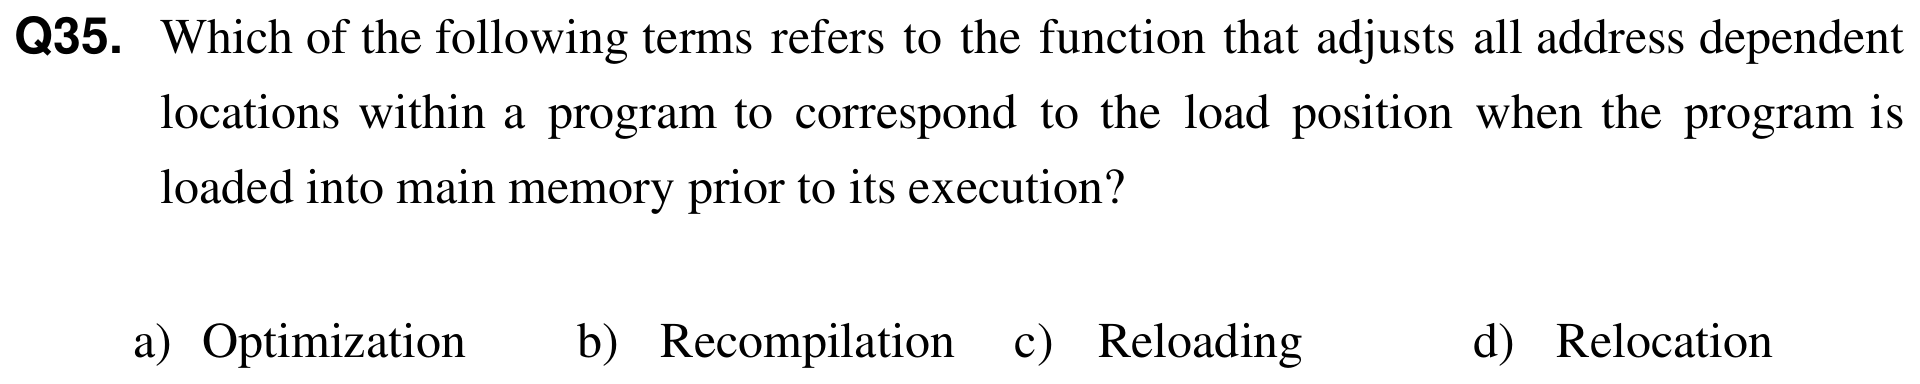 Q35. Which of the following terms refers to the function that adjusts all address dependent
locations within a program to correspond to the load position when the program is
loaded into main memory prior to its execution?
a) Optimization b) Recompilation c) Reloading d) Relocation